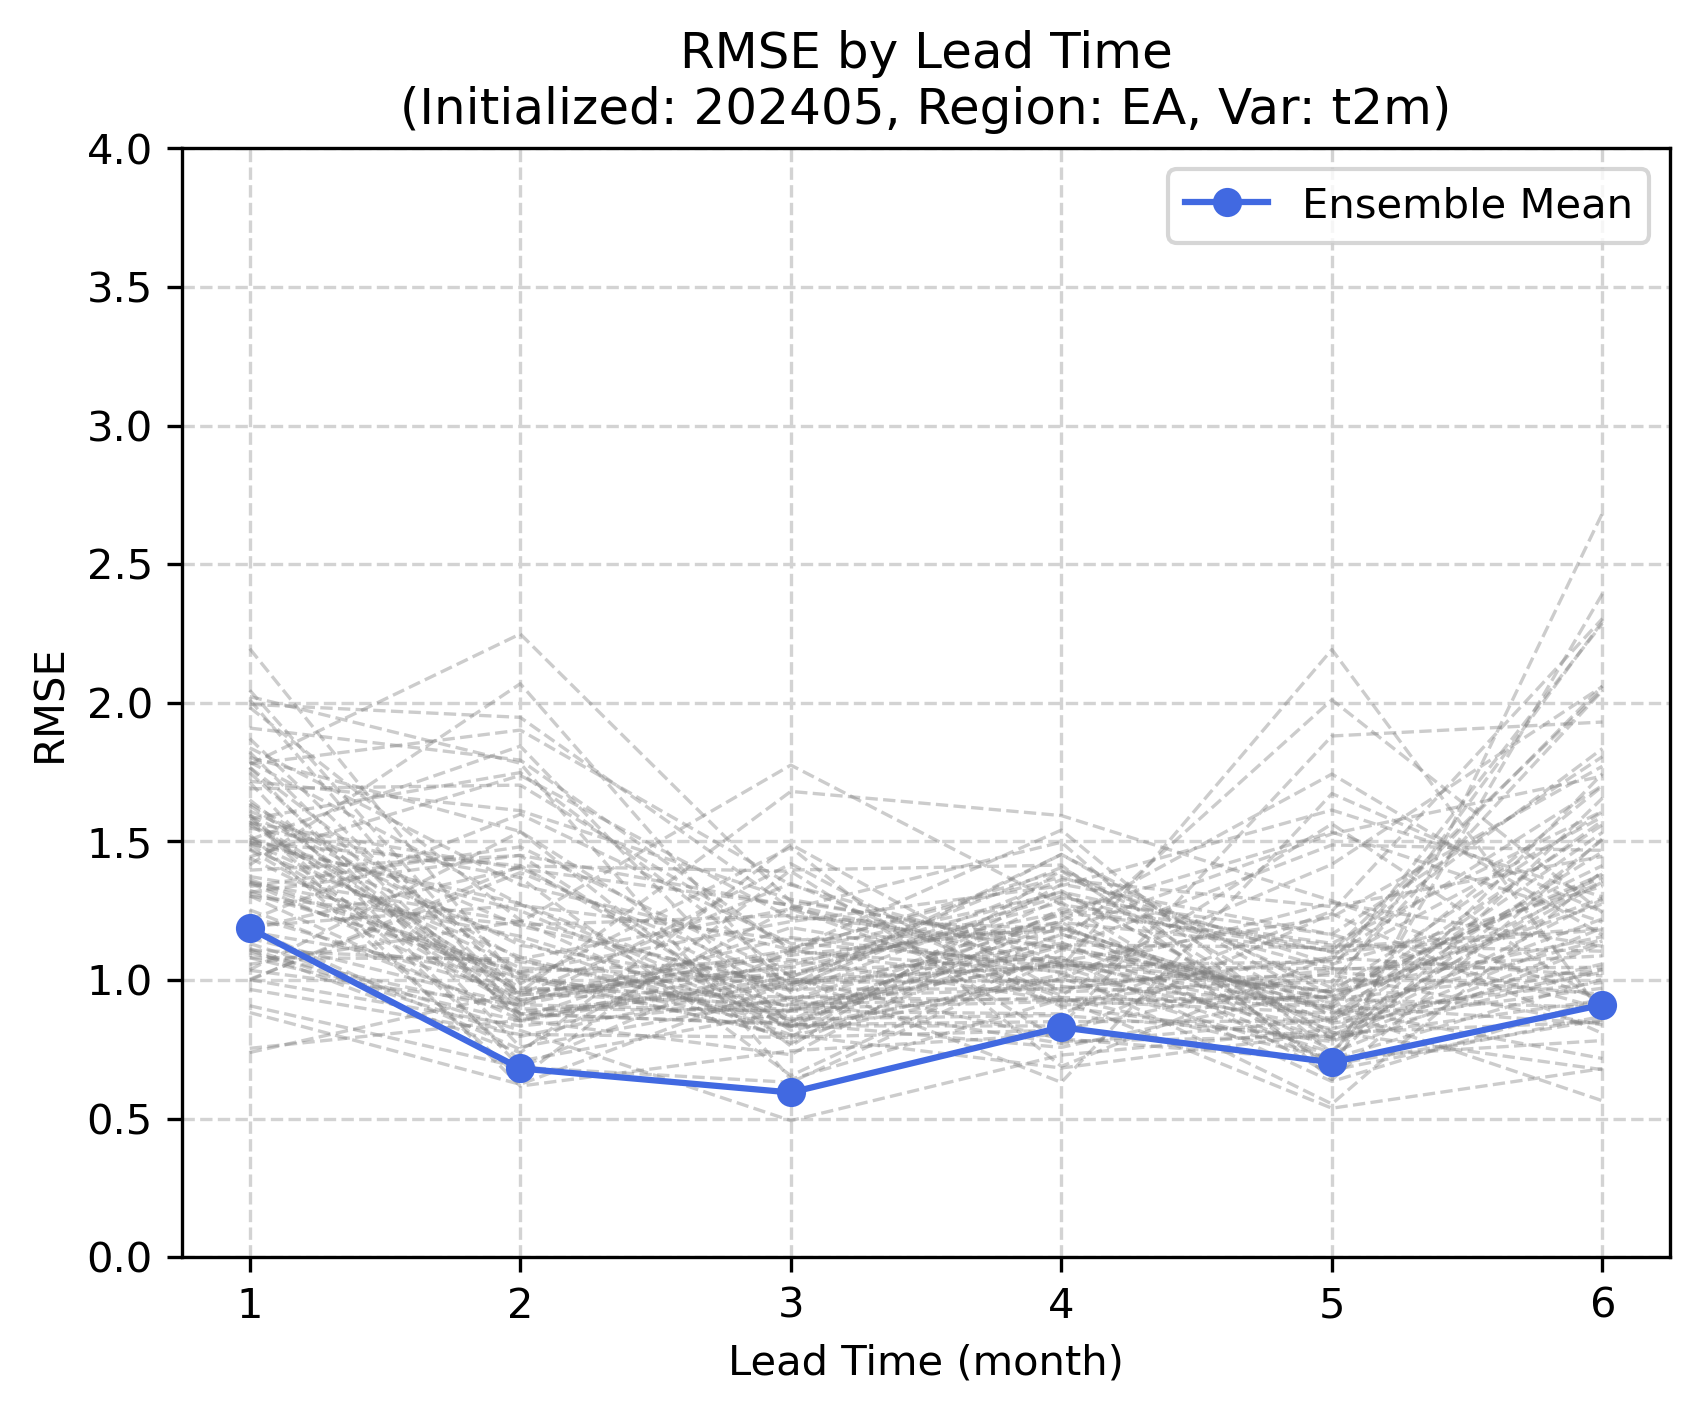 RMSE by Lead Time
(Initialized: 202405, Region: EA, Var: t2m)
Ensemble Mean
4.0
3.5
3.0
2.5
2.0
1.5
1.0
0.5
0.0
RMSE
1 2 3 4 5 6
Lead Time (month)